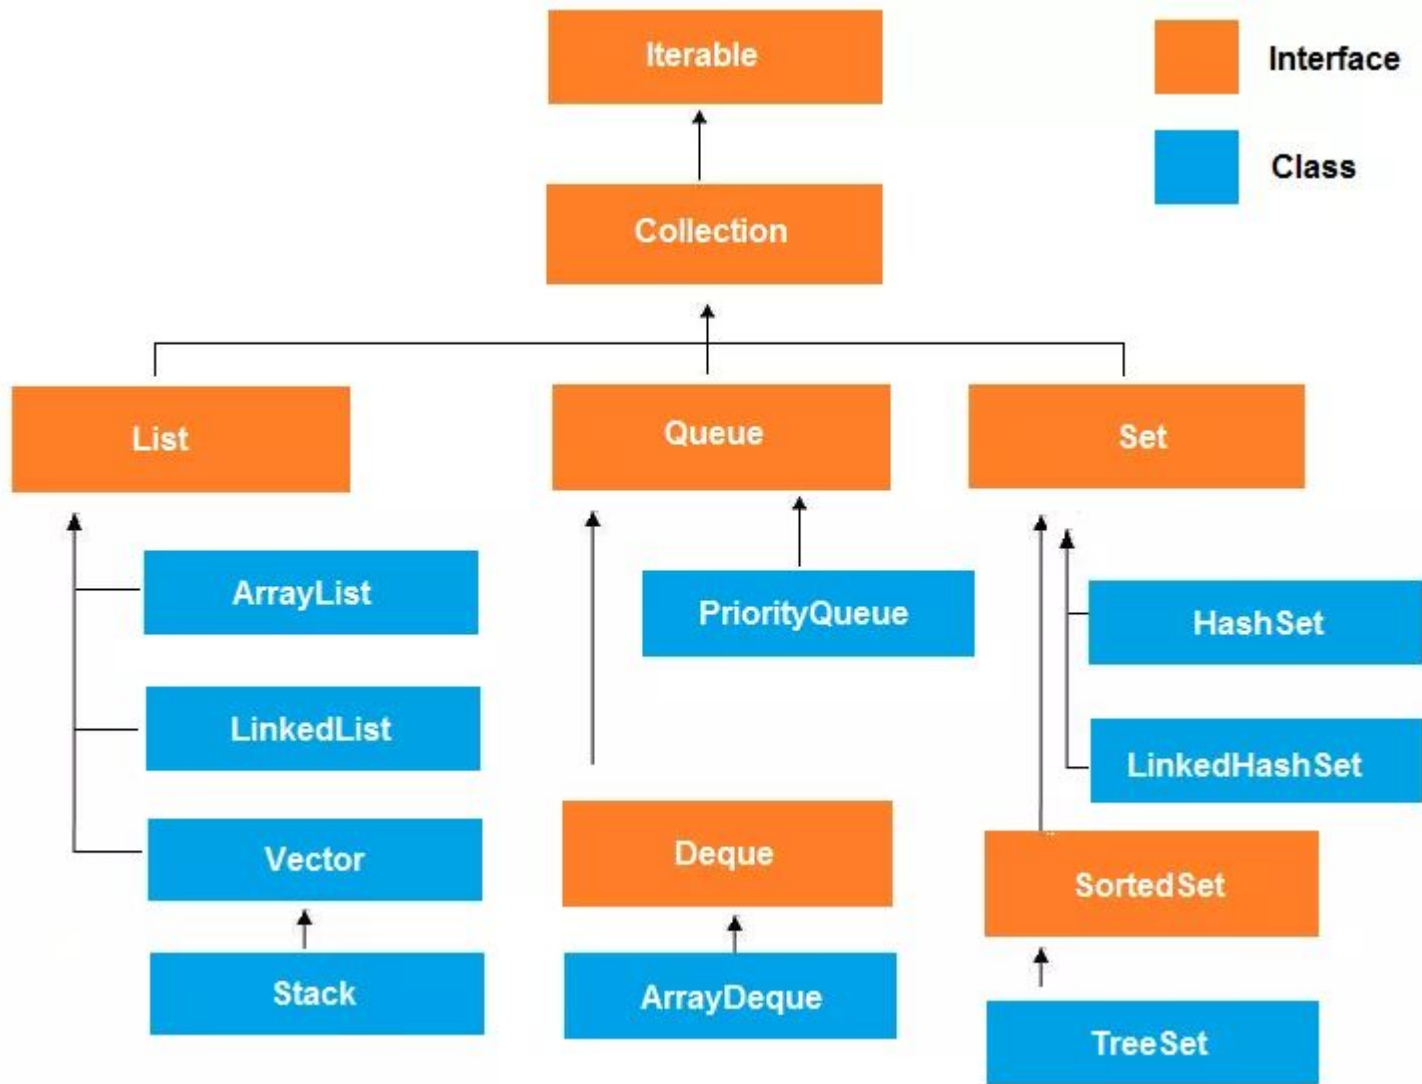 Iterable
Interface
Class
Collection
List
Queue
Set
ArrayList
PriorityQueue
HashSet
LinkedList
LinkedHashSet
Vector
Deque
SortedSet
Stack
ArrayDeque
TreeSet